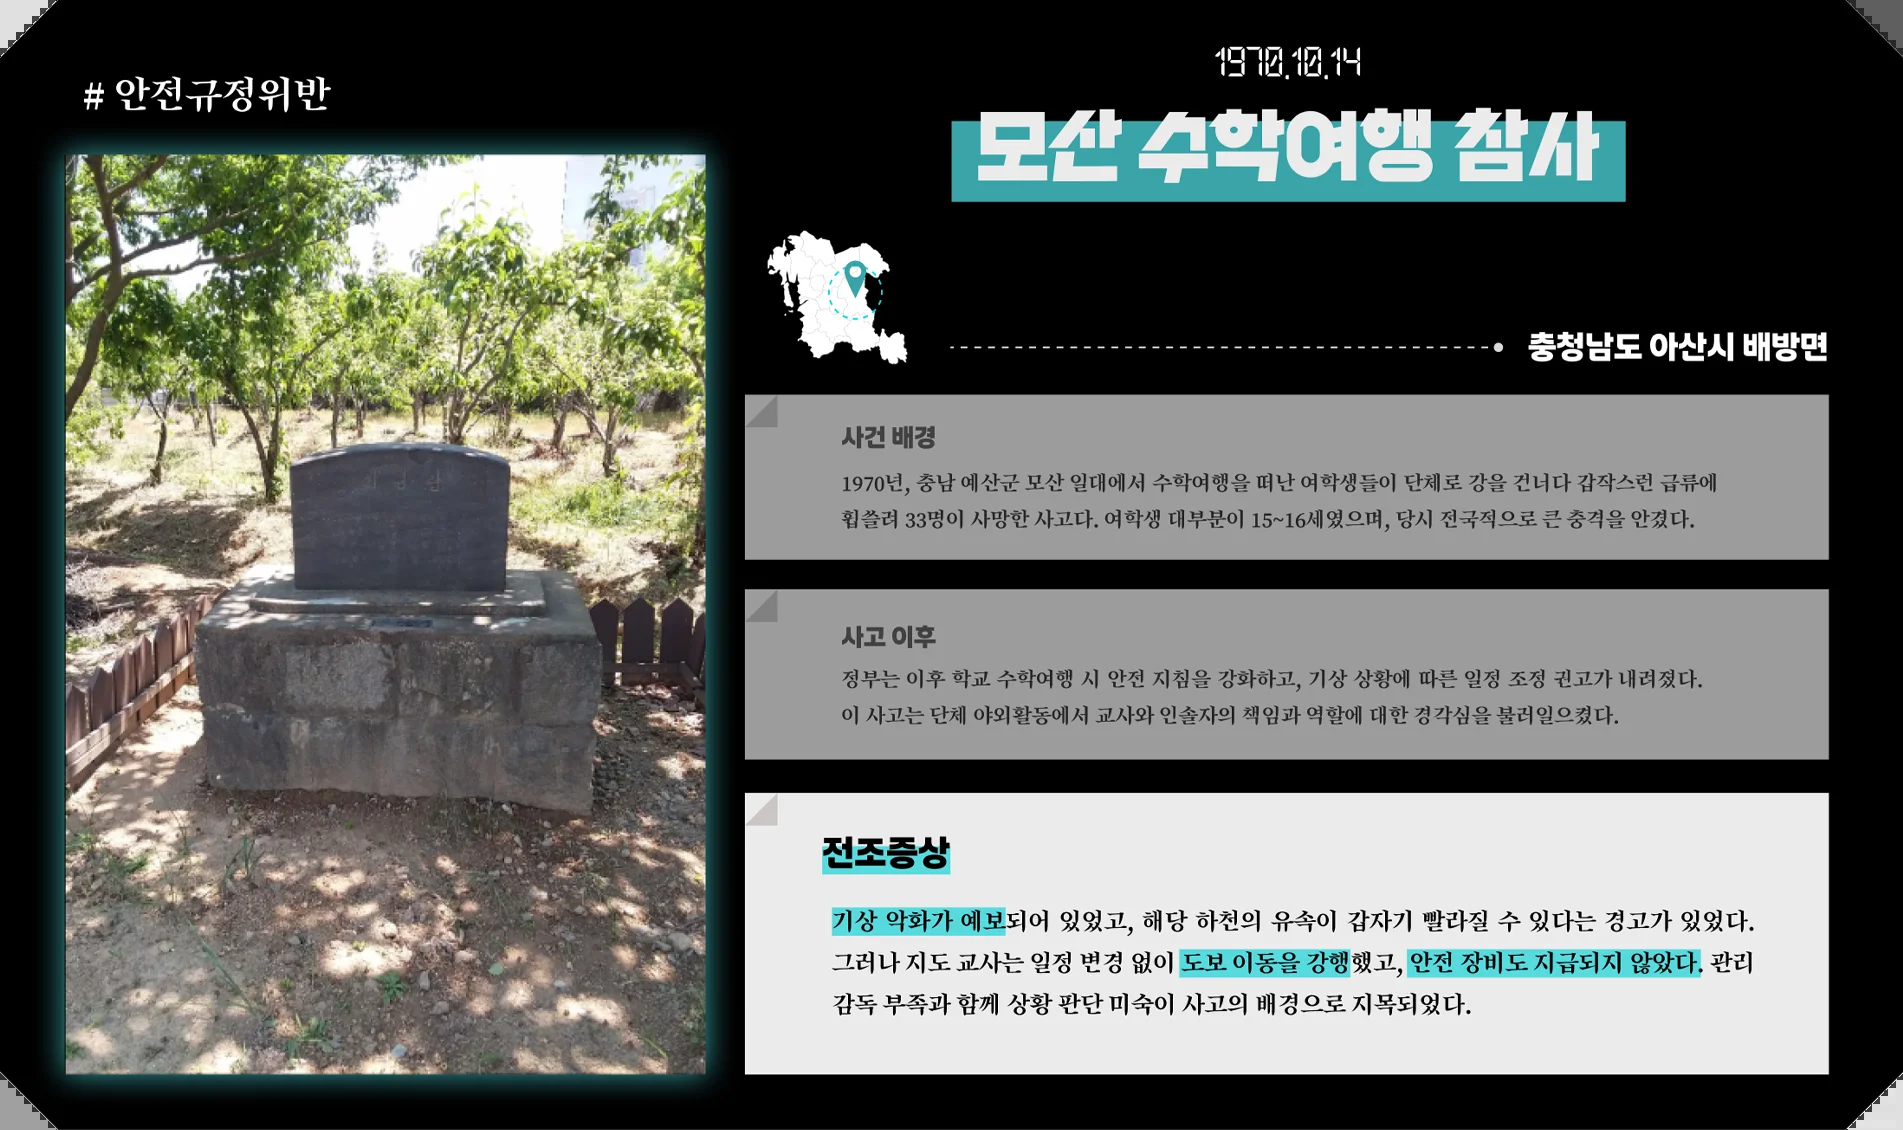 # 안전규정위반
1970.10.14
모산 수학여행 참사
충청남도 아산시 배방면
사건 배경
1970년, 충남 예산군 모산 일대에서 수학여행을 떠난 여학생들이 단체로 강을 건너다 갑작스런 급류에
휩쓸려 33명이 사망한 사고다. 여학생 대부분이 15~16세였으며, 당시 전국적으로 큰 충격을 안겼다.
사고 이후
정부는 이후 학교 수학여행 시 안전 지침을 강화하고, 기상 상황에 따른 일정 조정 권고가 내려졌다.
이 사고는 단체 야외활동에서 교사와 인솔자의 책임과 역할에 대한 경각심을 불러일으켰다.
전조증상
기상 악화가 예보되어 있었고, 해당 하천의 유속이 갑자기 빨라질 수 있다는 경고가 있었다.
그러나 지도 교사는 일정 변경 없이 도보 이동을 강행했고, 안전 장비도 지급되지 않았다. 관리
감독 부족과 함께 상황 판단 미숙이 사고의 배경으로 지목되었다.